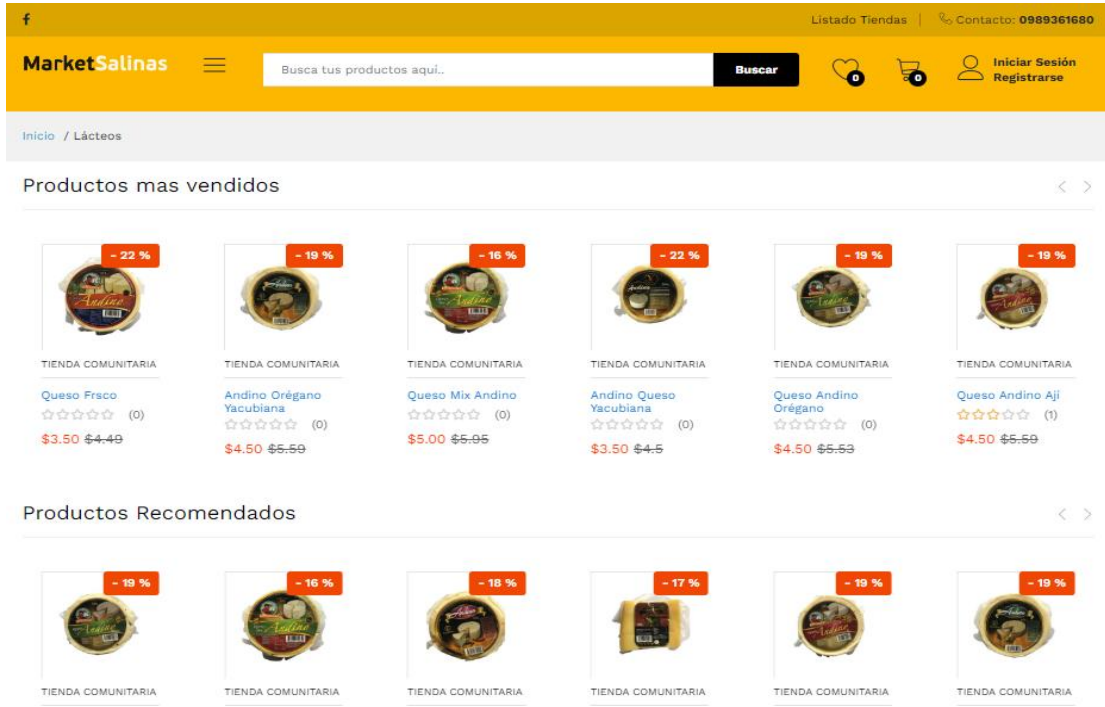 Listado Tiendas | Contacto: 0989361680
MarketSalinas
Busca tus productos aqui..
Buscar
0
0
Iniciar Sesión
Registrarse
Inicio / Lácteos
Productos mas vendidos
- 22 %
- 19 %
- 16 %
- 22 %
- 19 %
- 19 %
Andino
Andino
TIENDA COMUNITARIA
TIENDA COMUNITARIA
TIENDA COMUNITARIA
TIENDA COMUNITARIA
TIENDA COMUNITARIA
TIENDA COMUNITARIA
Queso Frsco
(0)
$3.50 $4.49
Andino Orégano
Yacubiana
(0)
$4.50 $5.59
Queso Mix Andino
(0)
$5.00 $5.95
Andino Queso
Yacubiana
(0)
$3.50 $4.5
Queso Andino
Orégano
(0)
$4.50 $5.53
Queso Andino Ají
(1)
$4.50 $5.59
Productos Recomendados
- 19 %
- 16 %
- 18 %
- 17 %
- 19 %
- 19 %
TIENDA COMUNITARIA
TIENDA COMUNITARIA
TIENDA COMUNITARIA
TIENDA COMUNITARIA
TIENDA COMUNITARIA
TIENDA COMUNITARIA